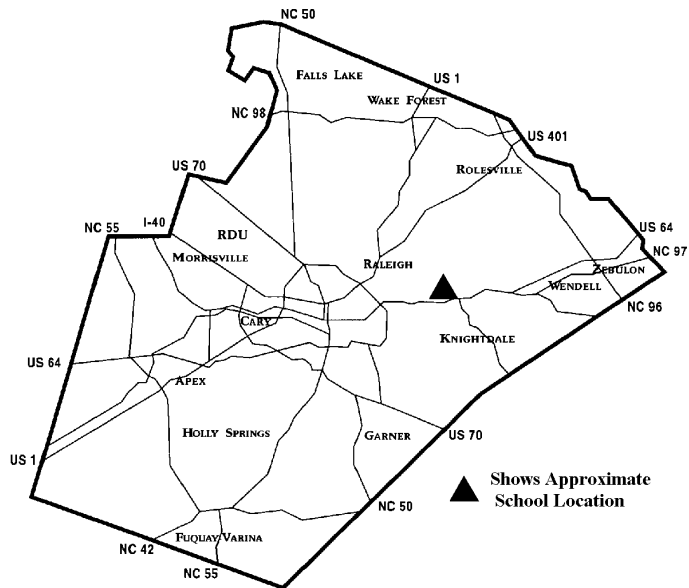 NC 50
FALLS LAKE
US 1
WAKE FOREST
NC 98
US 401
US 70
ROLESVILLE
NC 55
I-40
RDU
US 64
MORRISVILLE
RALEIGH
NC 97
ZEBULON
WENDELL
NC 96
CARY
KNIGHTDALE
US 64
APEX
HOLLY SPRINGS
GARNER
US 70
US 1
Shows Approximate
School Location
NC 50
FUQUAY VARINA
NC 42
NC 55